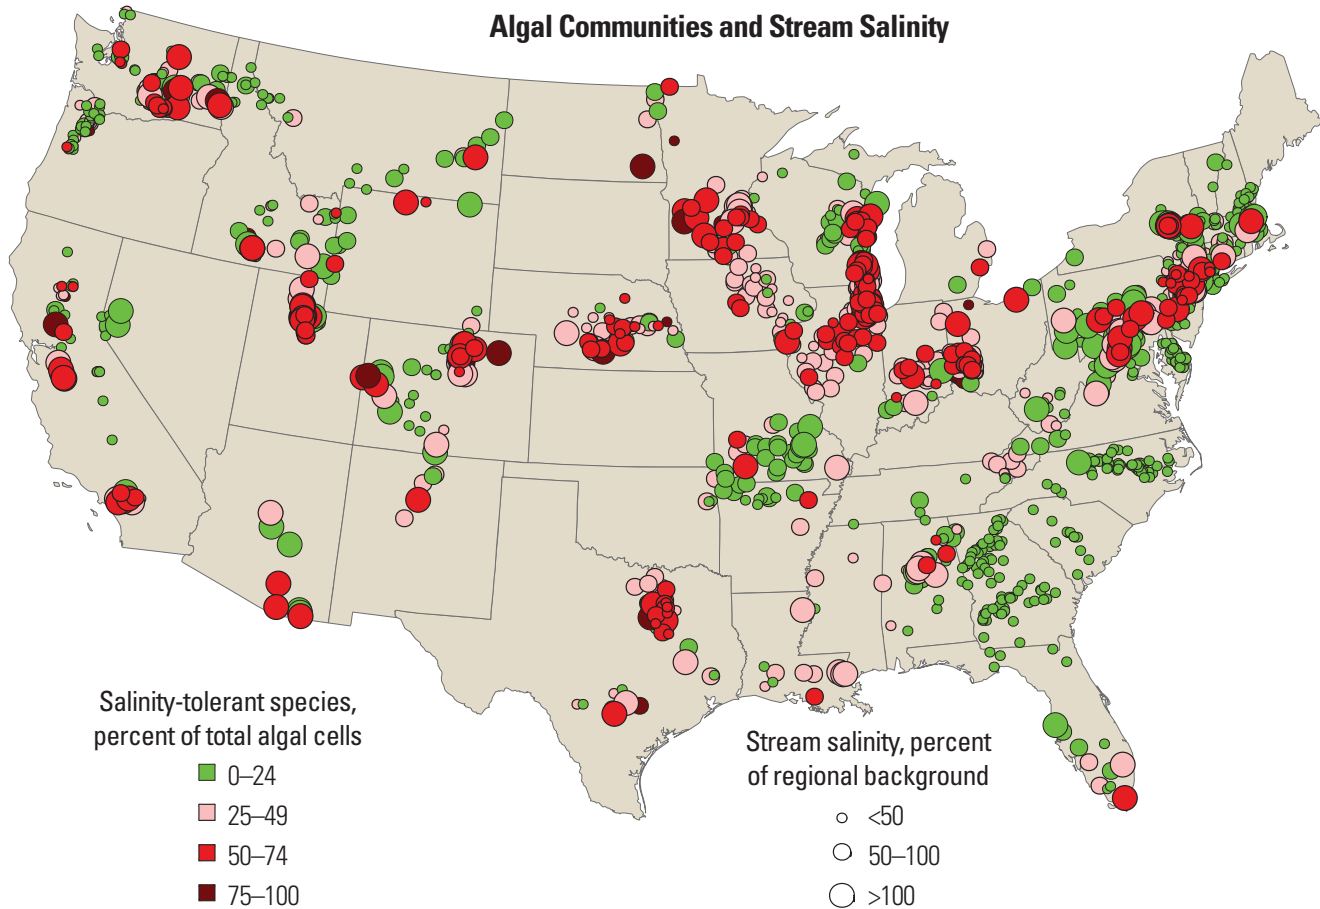 Algal Communities and Stream Salinity
Salinity-tolerant species,
percent of total algal cells
0–24
25–49
50–74
75–100
Stream salinity, percent
of regional background
<50
50–100
>100